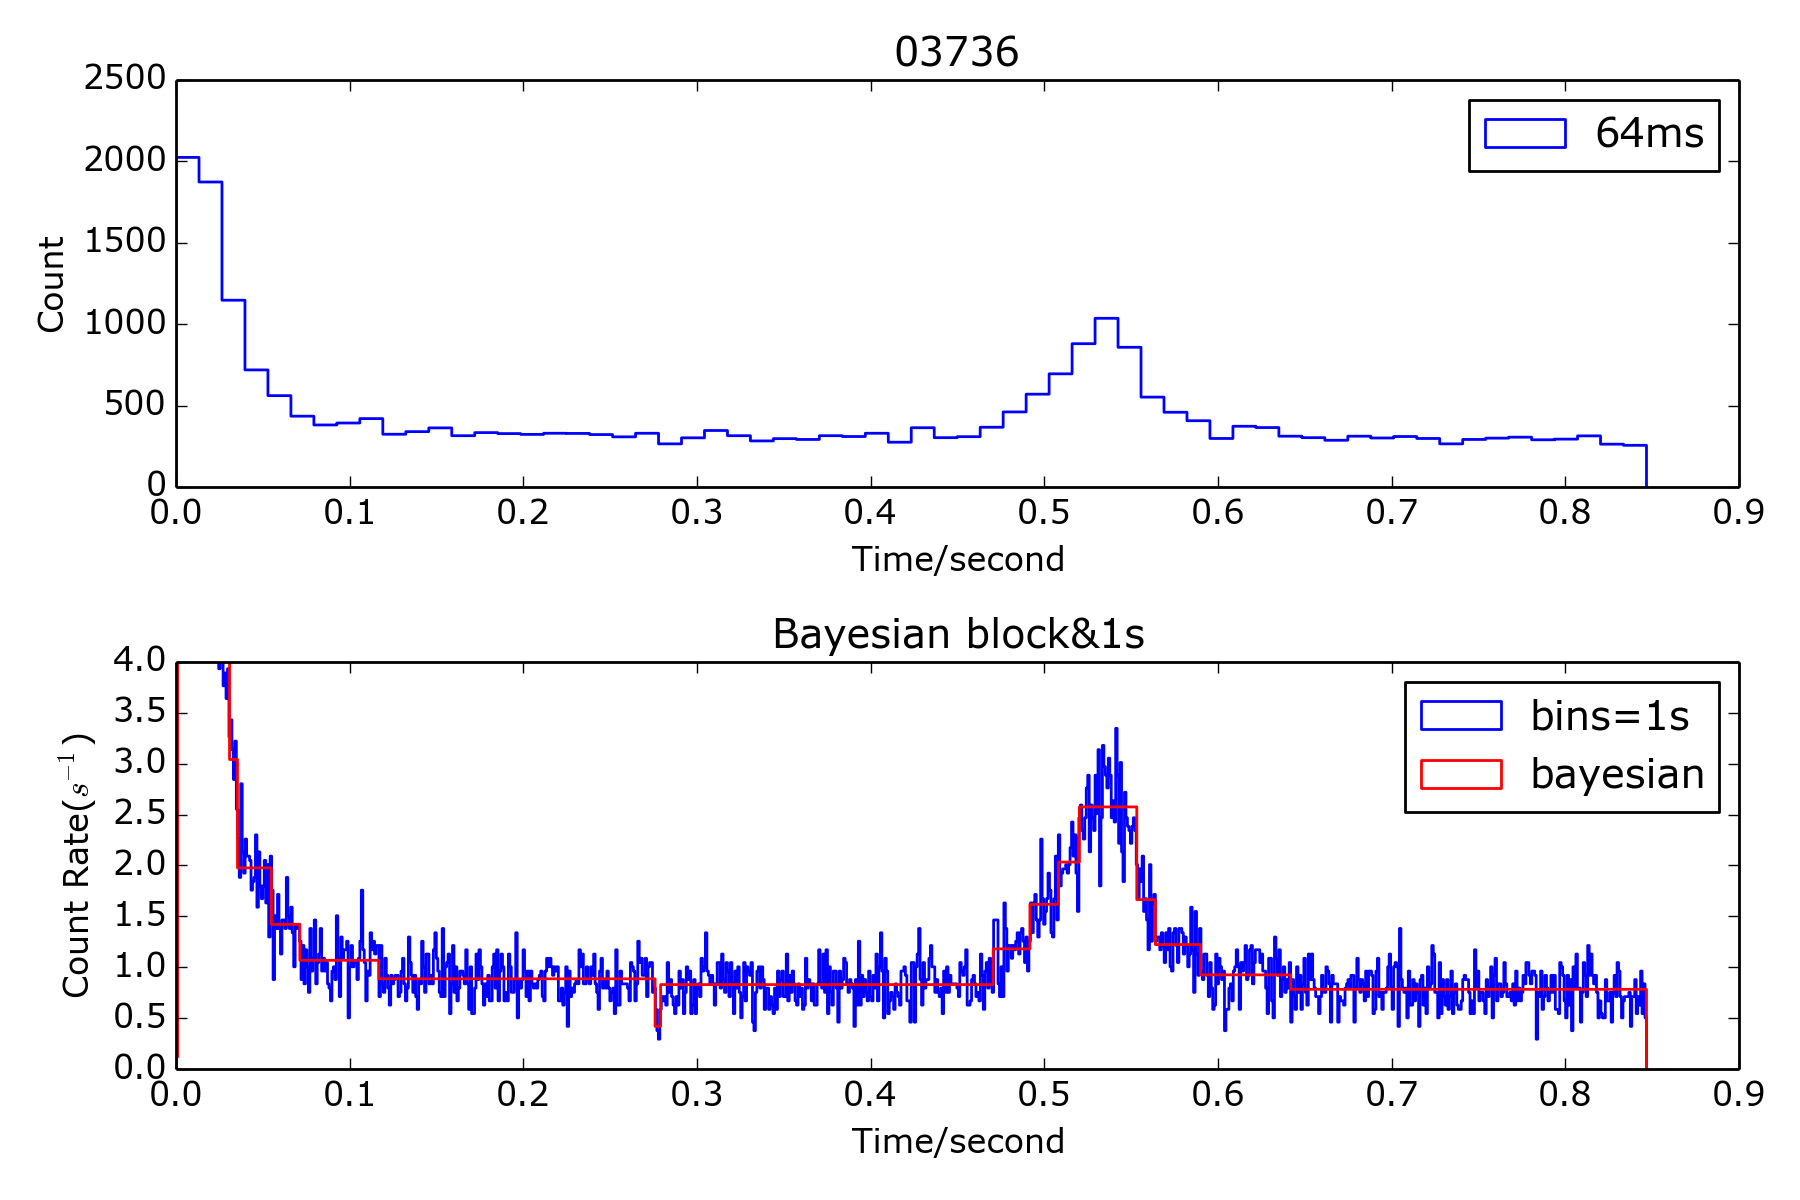 03736
2500
2000
1500
1000
500
0
Count
64ms
0.0 0.1 0.2 0.3 0.4 0.5 0.6 0.7 0.8 0.9
Time/second
Bayesian block&1s
4.0
3.5
3.0
2.5
2.0
1.5
1.0
0.5
0.0
Count Rate(s⁻¹)
bins=1s
bayesian
0.0 0.1 0.2 0.3 0.4 0.5 0.6 0.7 0.8 0.9
Time/second